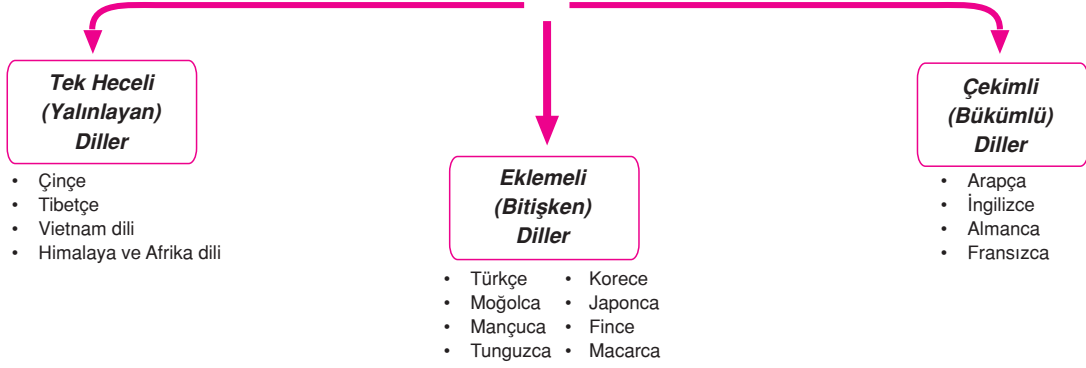 Tek Heceli
(Yalınlayan)
Diller
• Çinçe
• Tibetçe
• Vietnam dili
• Himalaya ve Afrika dili
Eklemeli
(Bitişken)
Diller
• Türkçe
• Moğolca
• Mançuca
• Tunguzca
• Korece
• Japonca
• Fince
• Macarca
Çekimli
(Bükümlü)
Diller
• Arapça
• İngilizce
• Almanca
• Fransızca